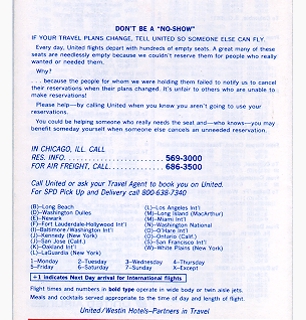 DON'T BE A "NO-SHOW"
IF YOUR TRAVEL PLANS CHANGE, TELL UNITED SO SOMEONE ELSE CAN FLY.
Every day, United flights depart with hundreds of empty seats. A great many of these
seats are needlessly empty because we couldn't reserve them for people who really
wanted or needed them.
Why?
. . . because the people for whom we were holding them failed to notify us to cancel
their reservations when their plans changed. It's unfair to others who are unable to
make reservations!
Please help—by calling United when you know you aren't going to use your
reservations.
You could be helping someone who really needs the seat and—who knows—you may
benefit someday yourself when someone else cancels an unneeded reservation.
IN CHICAGO, ILL. CALL
RES. INFO. 569-3000
FOR AIR FREIGHT, CALL 686-3500
Call United or ask your Travel Agent to book you on United.
For SPD Pick Up and Delivery call 800-638-7340
(B)—Long Beach
(D)—Washington Dulles
(E)—Newark
(F)—Fort Lauderdale-Hollywood Int'l
(I)—Baltimore/Washington Int'l
(J)—Kennedy (New York)
(J)—San Jose (Calif.)
(K)—Oakland Int'l
(L)—LaGuardia (New York)
(L)—Los Angeles Int'l
(M)—Long Island (MacArthur)
(M)—Miami Int'l
(N)—Washington National
(O)—O'Hare Int'l
(O)—Ontario (Calif.)
(S)—San Francisco Int'l
(W)—White Plains (New York)
1—Monday 2—Tuesday 3—Wednesday 4—Thursday
5—Friday 6—Saturday 7—Sunday X—Except
+1 Indicates Next Day arrival for International flights
Flight times and numbers in bold type operate in wide body or twin aisle jets.
Meals and cocktails served appropriate to the time of day and length of flight.
United/Westin Hotels—Partners in Travel